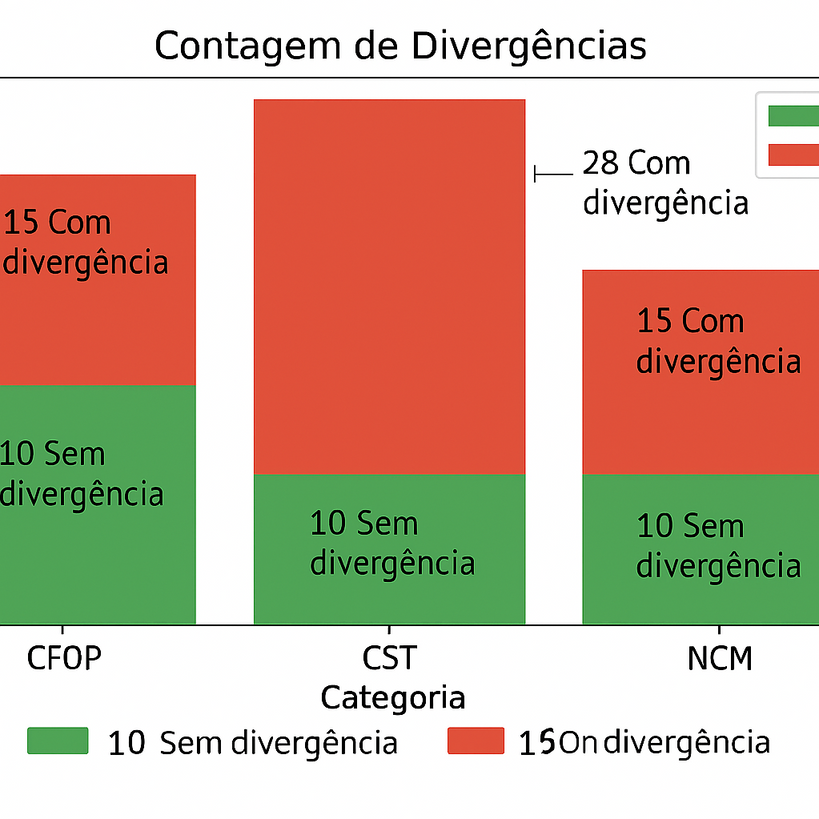 Contagem de Divergências
28 Com
divergência
15 Com
divergência
15 Com
divergência
10 Sem
divergência
10 Sem
divergência
10 Sem
divergência
CFOP
CST
NCM
Categoria
10 Sem divergência
15On divergência